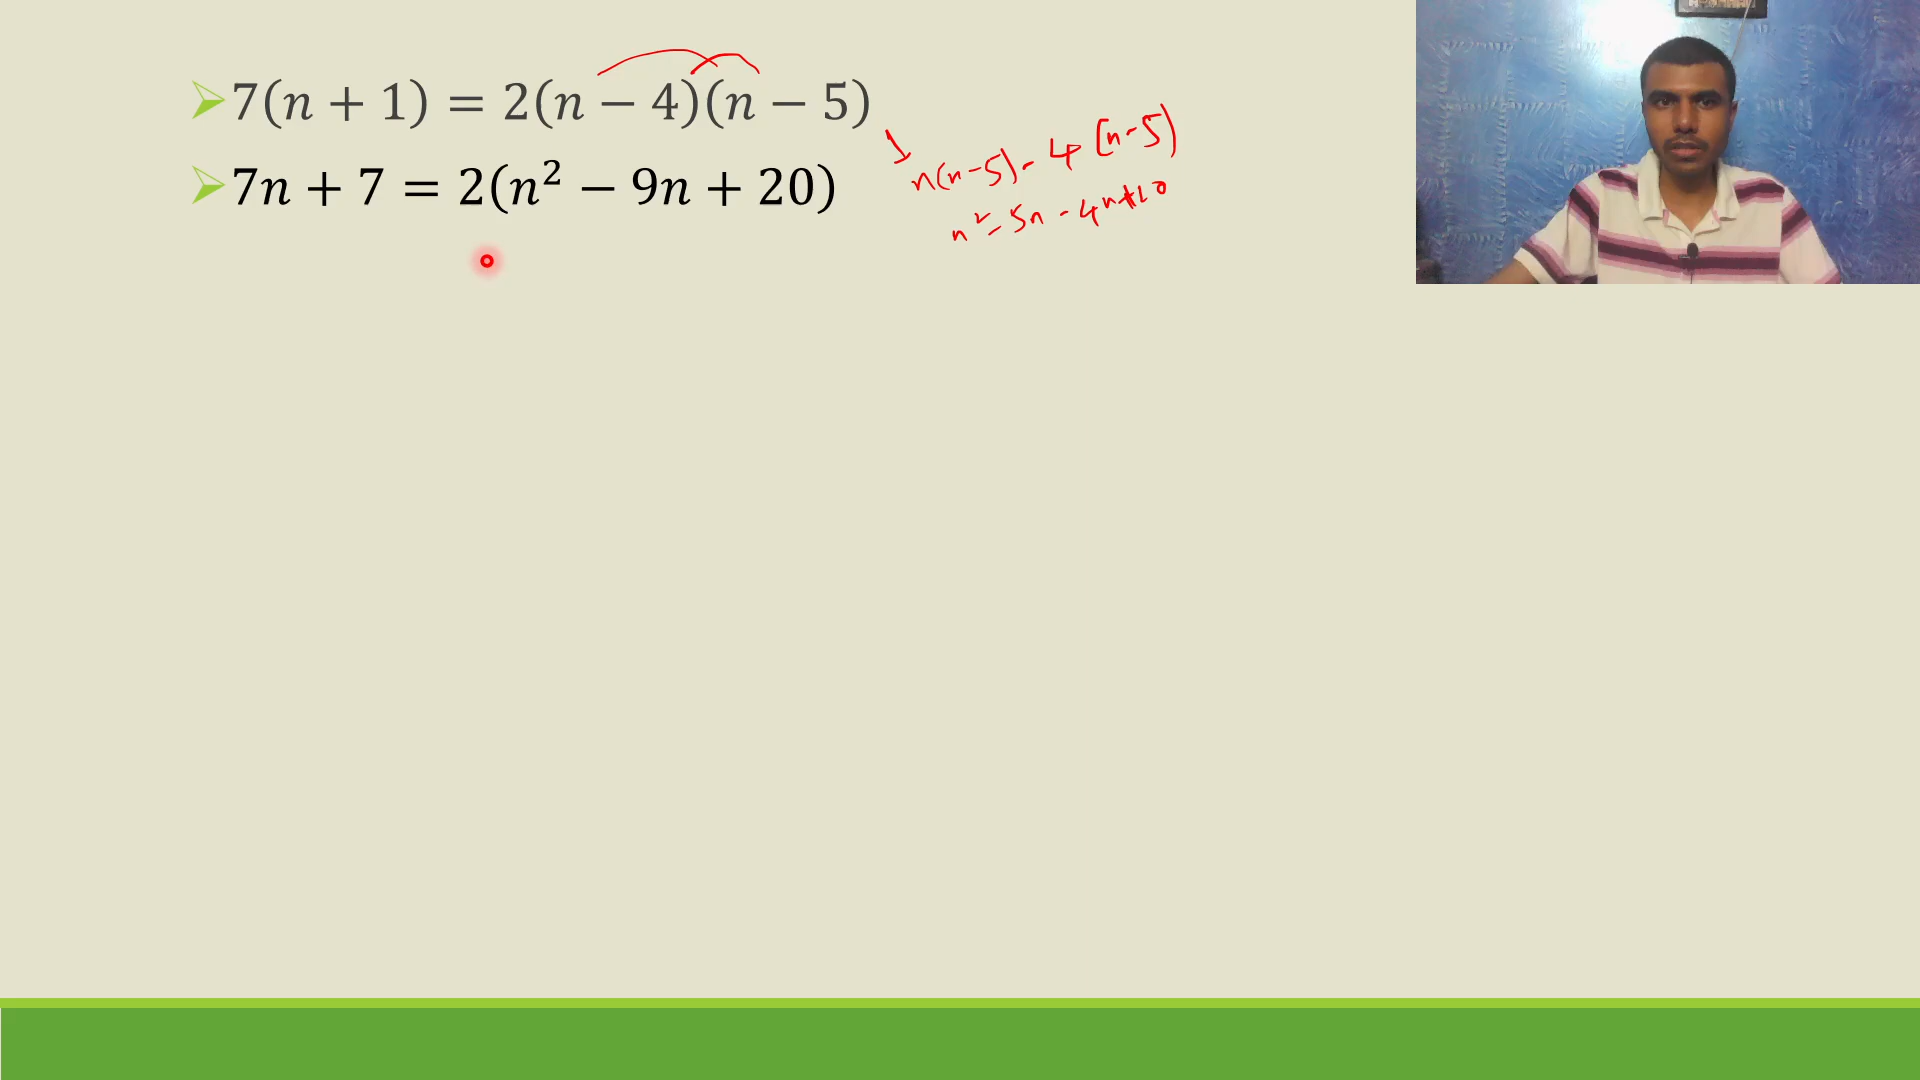 7(n + 1) = 2(n − 4)(n − 5)
n(n-5) - 4(n-5)
7n + 7 = 2(n² − 9n + 20)
n² - 5n - 4n + 20